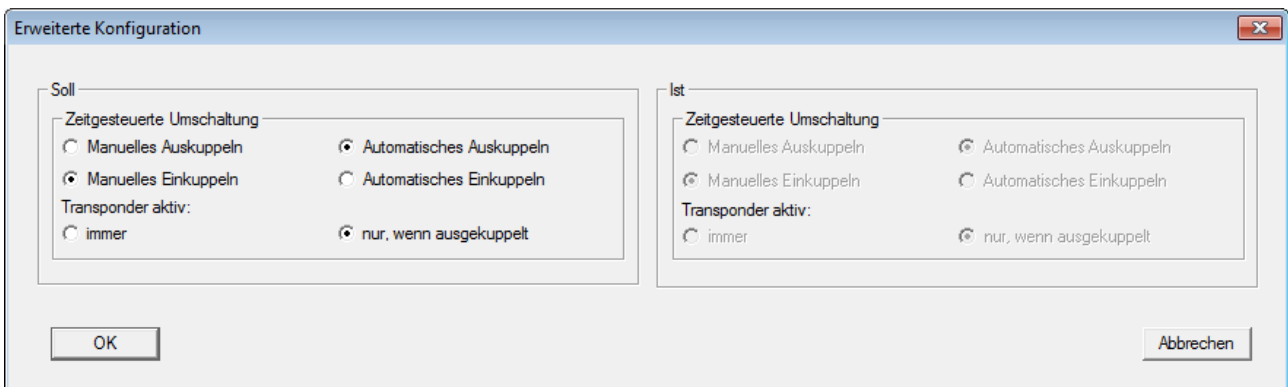 Erweiterte Konfiguration
Soll
Zeitgesteuerte Umschaltung
Manuelles Auskuppeln Automatisches Auskuppeln
Manuelles Einkuppeln Automatisches Einkuppeln
Transponder aktiv:
immer nur, wenn ausgekuppelt
Ist
Zeitgesteuerte Umschaltung
Manuelles Auskuppeln Automatisches Auskuppeln
Manuelles Einkuppeln Automatisches Einkuppeln
Transponder aktiv:
immer nur, wenn ausgekuppelt
OK Abbrechen